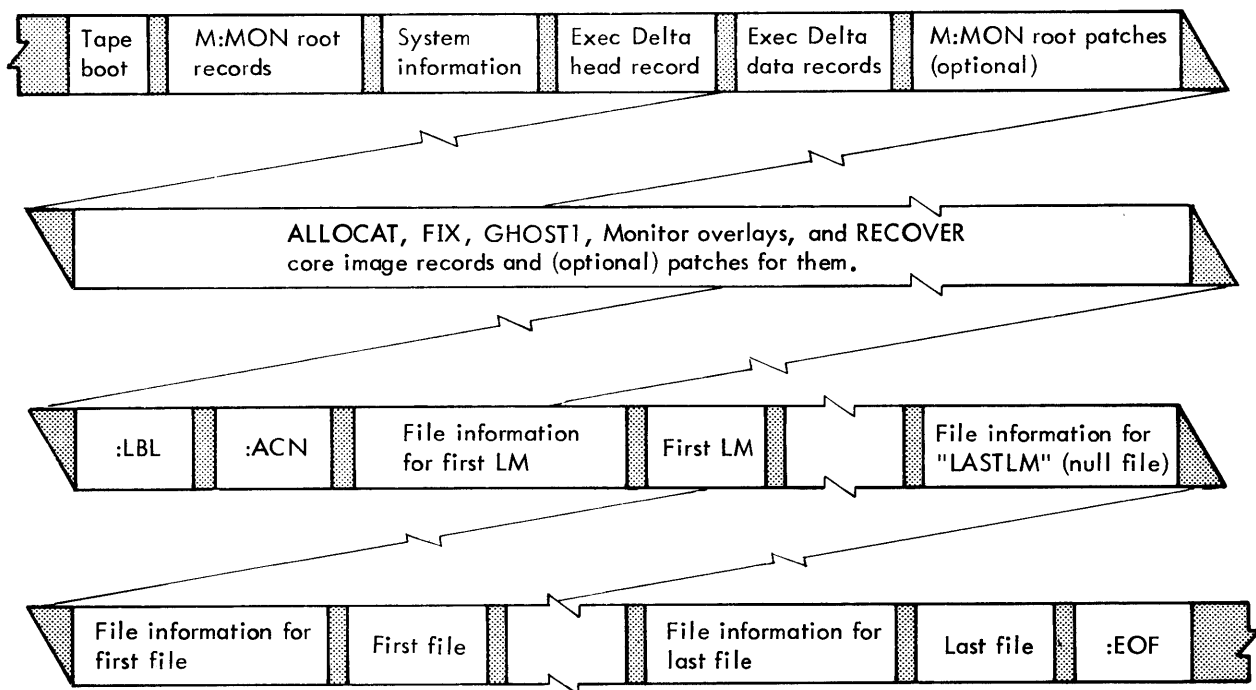 Tape
boot
M:MON root
records
System
information
Exec Delta
head record
Exec Delta
data records
M:MON root patches
(optional)
ALLOCAT, FIX, GHOST1, Monitor overlays, and RECOVER
core image records and (optional) patches for them.
:LBL
:ACN
File information
for first LM
First LM
File information for
"LASTLM" (null file)
File information for
first file
First file
File information for
last file
Last file
:EOF